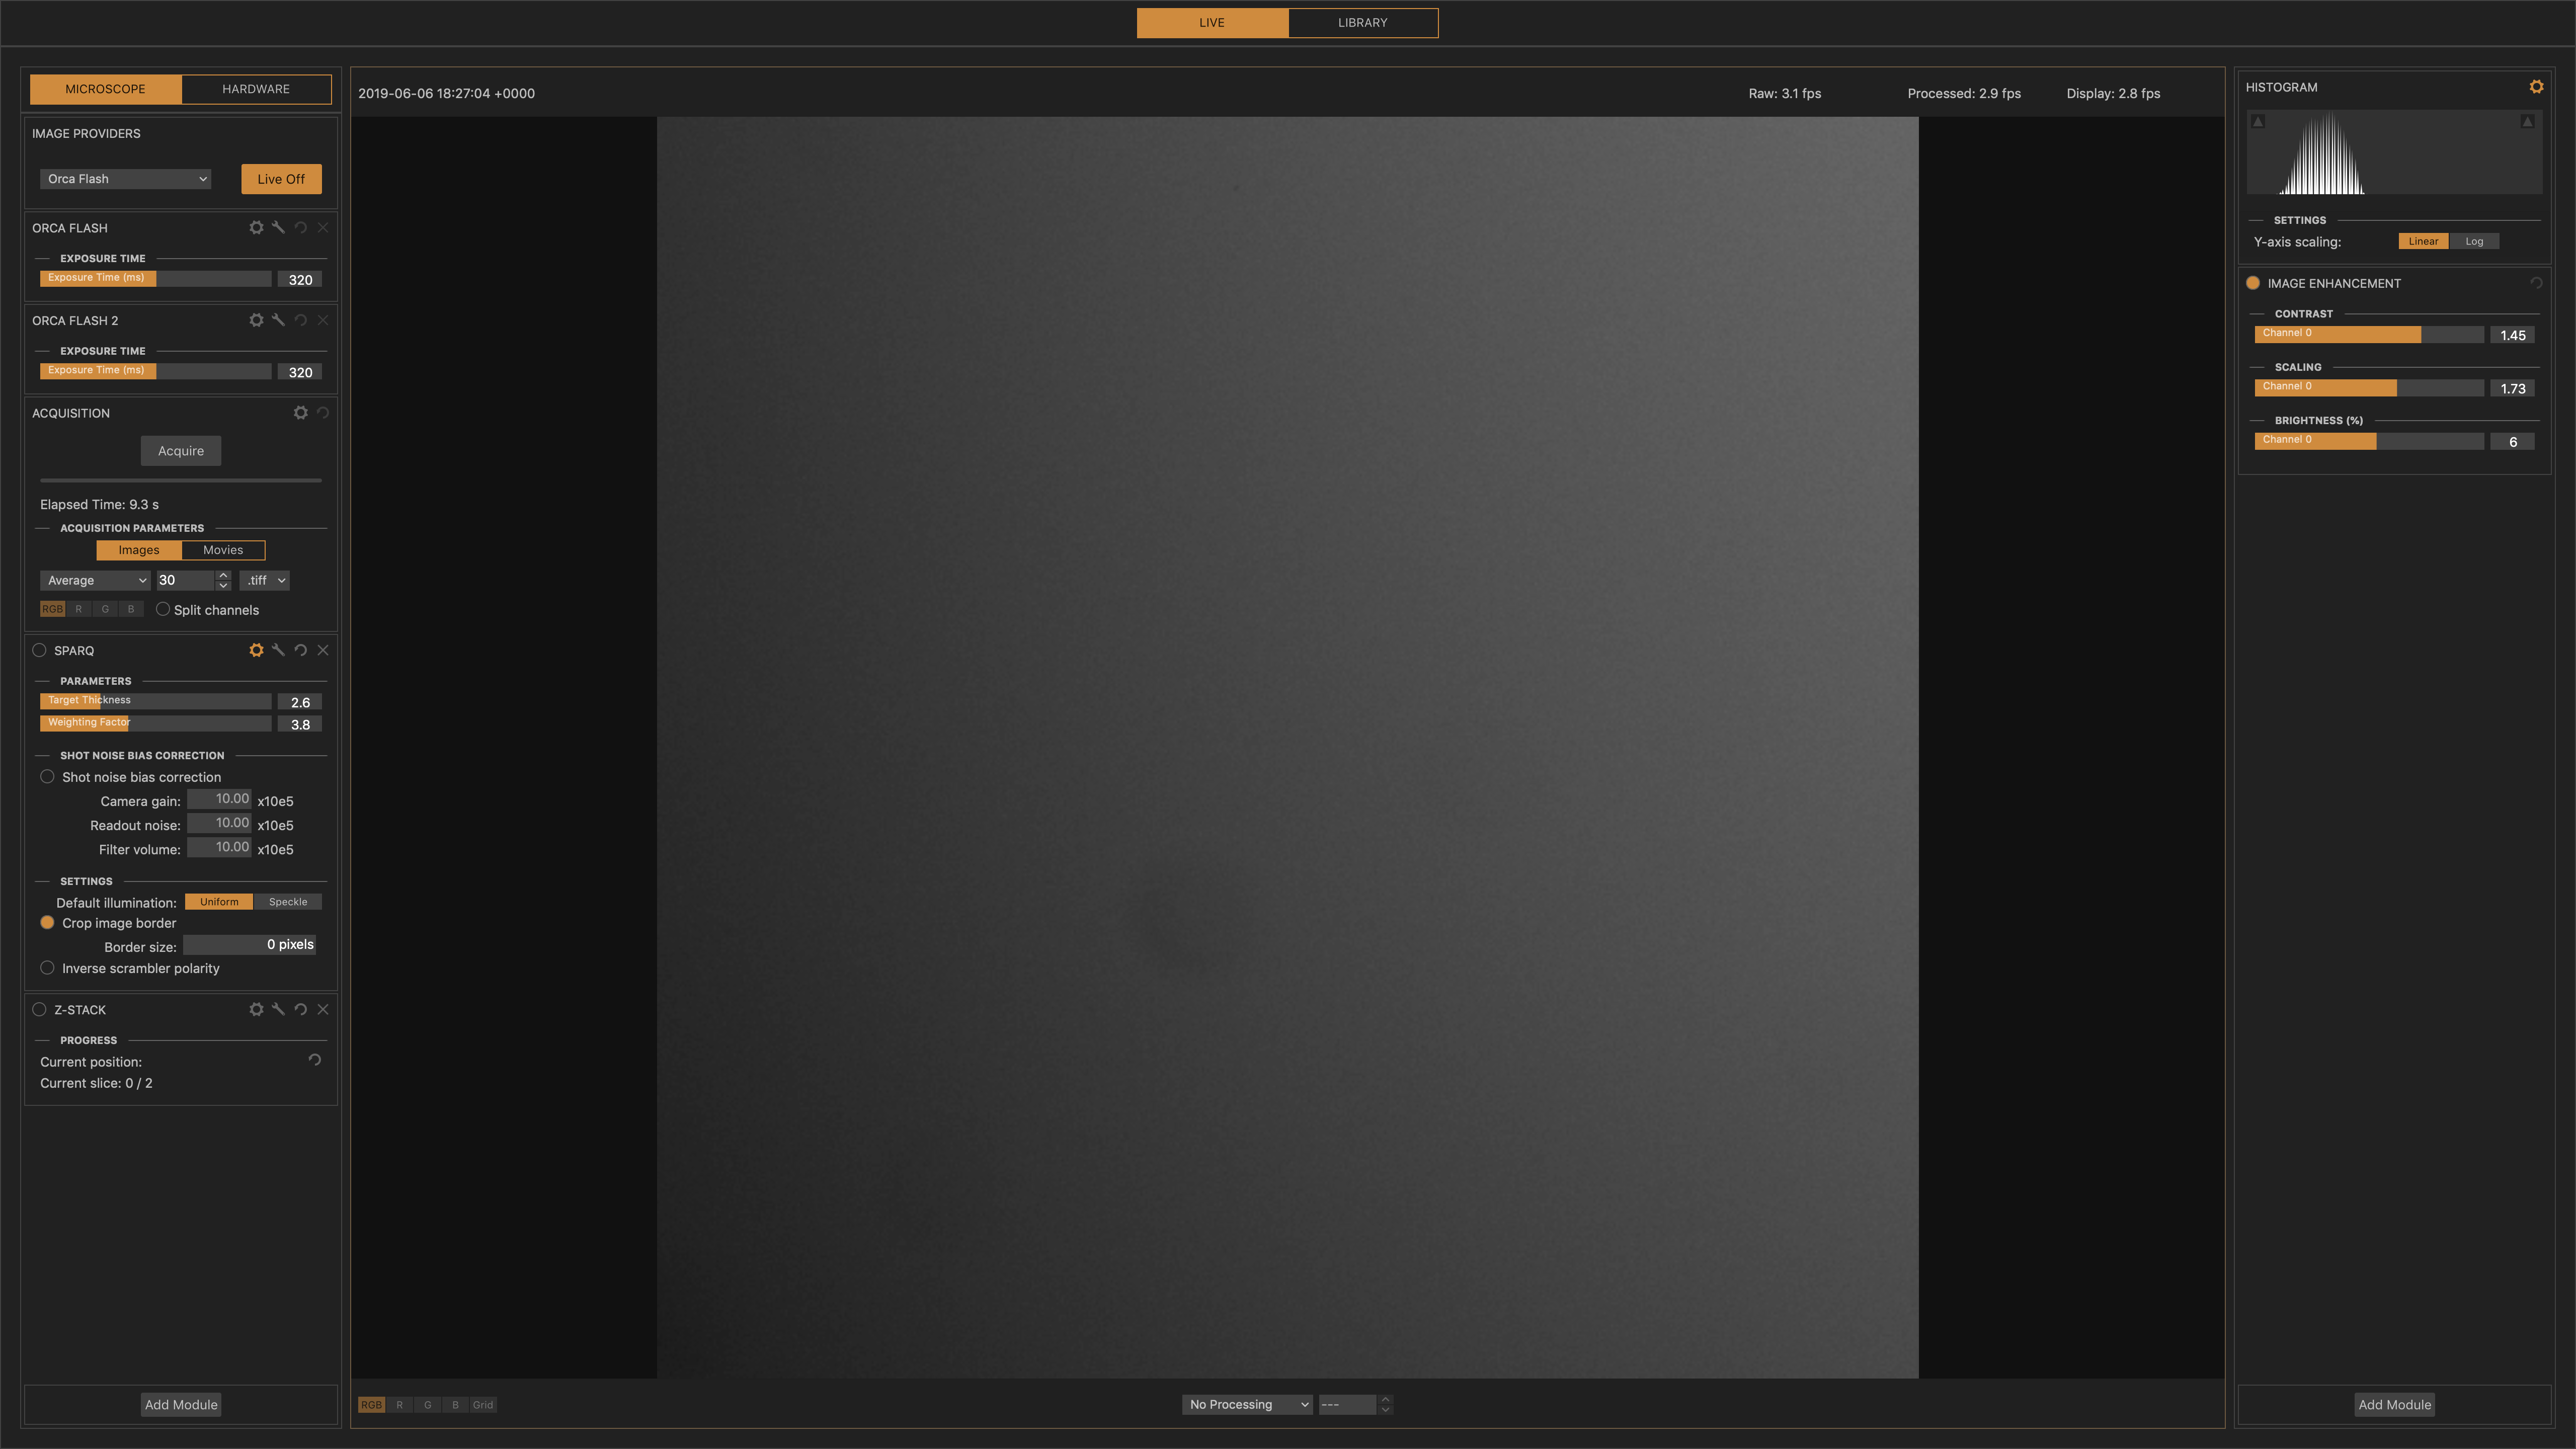 LIVE LIBRARY
MICROSCOPE HARDWARE
IMAGE PROVIDERS
Orca Flash Live Off
ORCA FLASH
EXPOSURE TIME
Exposure Time (ms) 320
ORCA FLASH 2
EXPOSURE TIME
Exposure Time (ms) 320
ACQUISITION
Acquire
Elapsed Time: 9.3 s
ACQUISITION PARAMETERS
Images Movies
Average 30 .tiff
RGB R G B Split channels
SPARQ
PARAMETERS
Target Thickness 2.6
Weighting Factor 3.8
SHOT NOISE BIAS CORRECTION
Shot noise bias correction
Camera gain: 10.00 x10e5
Readout noise: 10.00 x10e5
Filter volume: 10.00 x10e5
SETTINGS
Default illumination: Uniform Speckle
Crop image border
Border size: 0 pixels
Inverse scrambler polarity
Z-STACK
PROGRESS
Current position:
Current slice: 0 / 2
Add Module
2019-06-06 18:27:04 +0000 Raw: 3.1 fps Processed: 2.9 fps Display: 2.8 fps
RGB R G B Grid No Processing ---
HISTOGRAM
SETTINGS
Y-axis scaling: Linear Log
IMAGE ENHANCEMENT
CONTRAST
Channel 0 1.45
SCALING
Channel 0 1.73
BRIGHTNESS (%)
Channel 0 6
Add Module